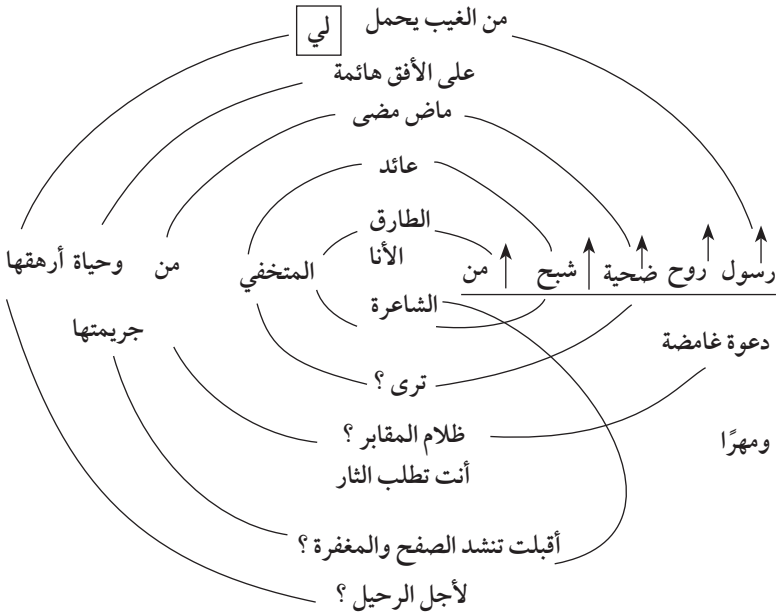 من الغيب يحمل لي
على الأفق هائمة
ماض مضى
عائد
الطارق
الأنا
رسول روح ضحية شبح من المتخفي من وحياة أرهقها
الشاعرة
جريمتها
دعوة غامضة
ترى ؟
ظلام المقابر ؟
ومهرًا
أنت تطلب الثار
أقبلت تنشد الصفح والمغفرة ؟
لأجل الرحيل ؟